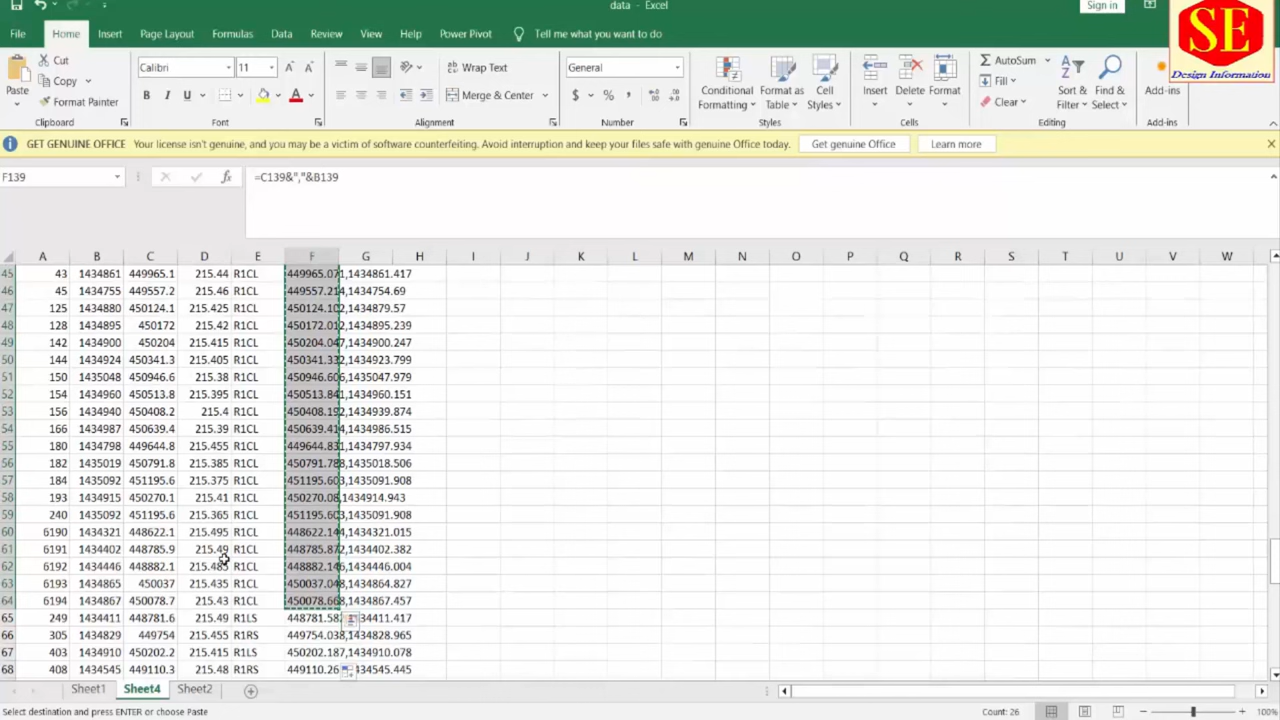 data - Excel
Sign in
SE
Design Information
File Home Insert Page Layout Formulas Data Review View Help Power Pivot Tell me what you want to do
Paste
Cut
Copy
Format Painter
Clipboard
Calibri 11
B I U
Font
Wrap Text
Merge & Center
Alignment
General
$ % ,
Number
Conditional Formatting
Format as Table
Cell Styles
Styles
Insert Delete Format
Cells
AutoSum
Fill
Clear
Sort & Filter
Find & Select
Editing
Add-ins
Add-ins
GET GENUINE OFFICE Your license isn't genuine, and you may be a victim of software counterfeiting. Avoid interruption and keep your files safe with genuine Office today. Get genuine Office Learn more
F139 fx =C139&","&B139
A B C D E F G H I J K L M N O P Q R S T U V W
45 43 1434861 449965.1 215.44 R1CL 449965.071,1434861.417
46 45 1434755 449557.2 215.46 R1CL 449557.214,1434754.69
47 125 1434880 450124.1 215.425 R1CL 450124.102,1434879.57
48 128 1434895 450172 215.42 R1CL 450172.012,1434895.239
49 142 1434900 450204 215.415 R1CL 450204.047,1434900.247
50 144 1434924 450341.3 215.405 R1CL 450341.332,1434923.799
51 150 1435048 450946.6 215.38 R1CL 450946.606,1435047.979
52 154 1434960 450513.8 215.395 R1CL 450513.841,1434960.151
53 156 1434940 450408.2 215.4 R1CL 450408.192,1434939.874
54 166 1434987 450639.4 215.39 R1CL 450639.414,1434986.515
55 180 1434798 449644.8 215.455 R1CL 449644.831,1434797.934
56 182 1435019 450791.8 215.385 R1CL 450791.788,1435018.506
57 184 1435092 451195.6 215.375 R1CL 451195.603,1435091.908
58 193 1434915 450270.1 215.41 R1CL 450270.08,1434914.943
59 240 1435092 451195.6 215.365 R1CL 451195.603,1435091.908
60 6190 1434321 448622.1 215.495 R1CL 448622.144,1434321.015
61 6191 1434402 448785.9 215.49 R1CL 448785.872,1434402.382
62 6192 1434446 448882.1 R1CL 448882.146,1434446.004
63 6193 1434865 450037 215.435 R1CL 450037.048,1434864.827
64 6194 1434867 450078.7 215.43 R1CL 450078.668,1434867.457
65 249 1434411 448781.6 215.49 R1LS
66 305 1434829 449754 215.455 R1RS 449754.038,1434828.965
67 403 1434910 450202.2 215.415 R1LS 450202.187,1434910.078
68 408 1434545 449110.3 215.48 R1RS
Sheet1 Sheet4 Sheet2
Select destination and press ENTER or choose Paste Count: 26 100%